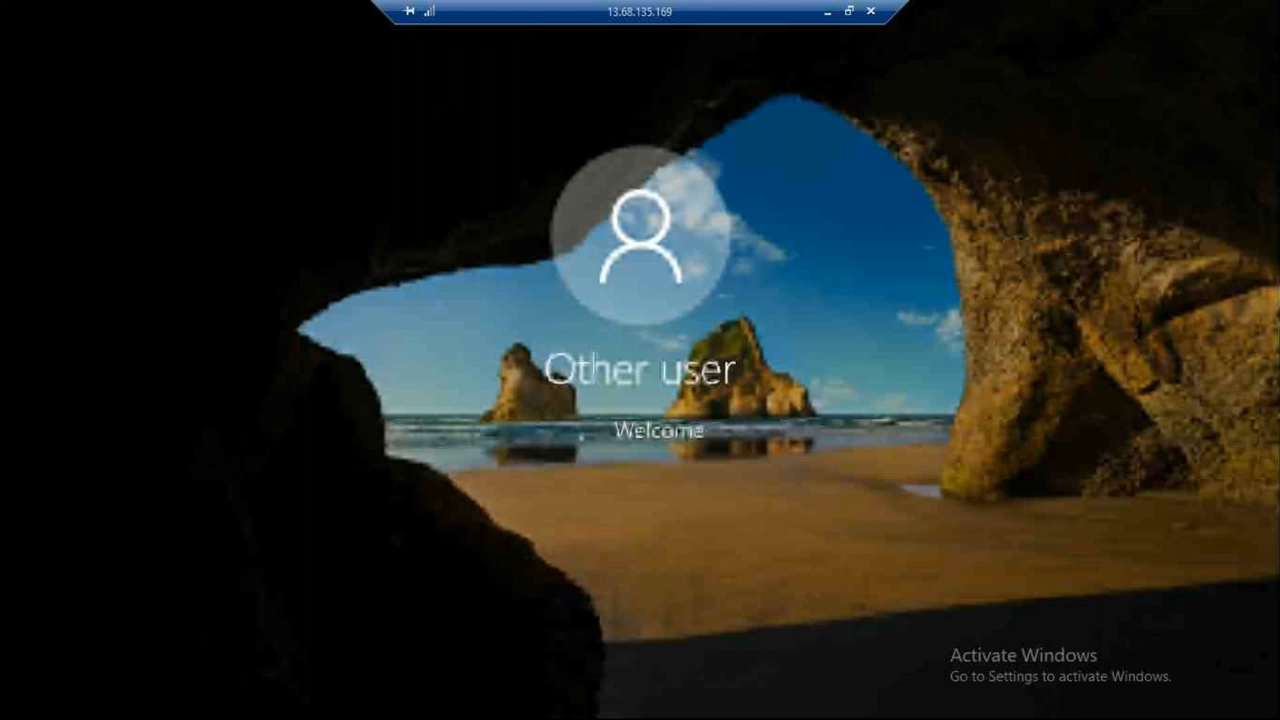 13.68.135.169
Other user
Welcome
Activate Windows
Go to Settings to activate Windows.